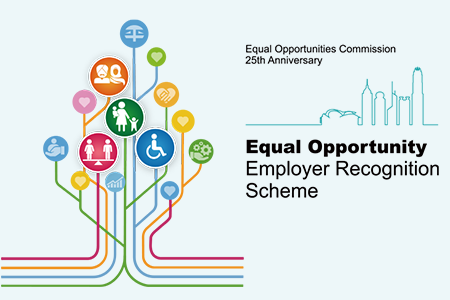 Equal Opportunities Commission
25th Anniversary
Equal Opportunity
Employer Recognition
Scheme